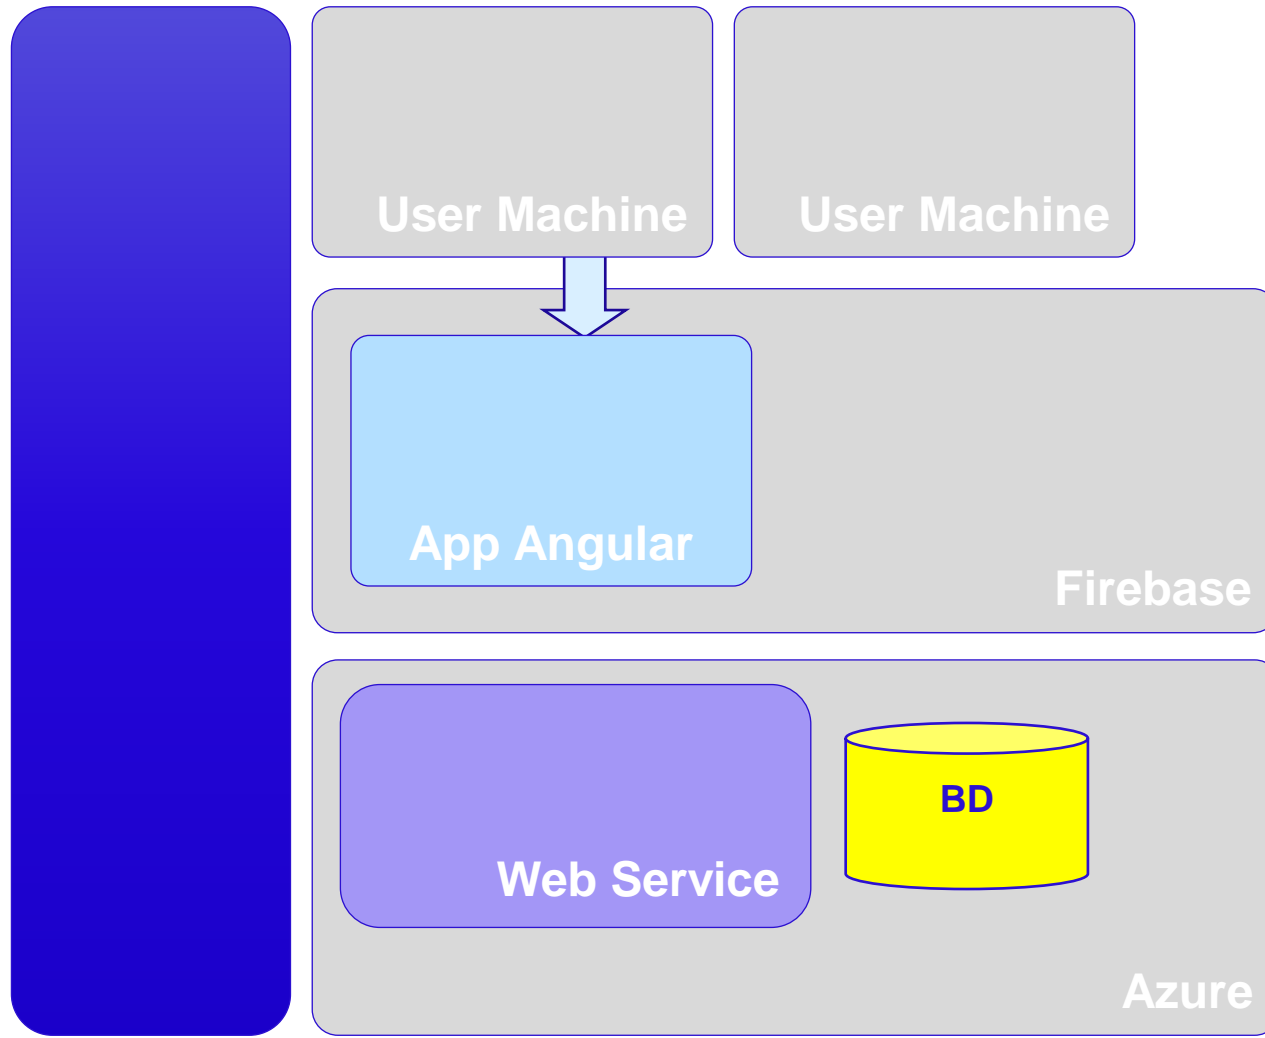 User Machine
User Machine
App Angular
Firebase
BD
Web Service
Azure